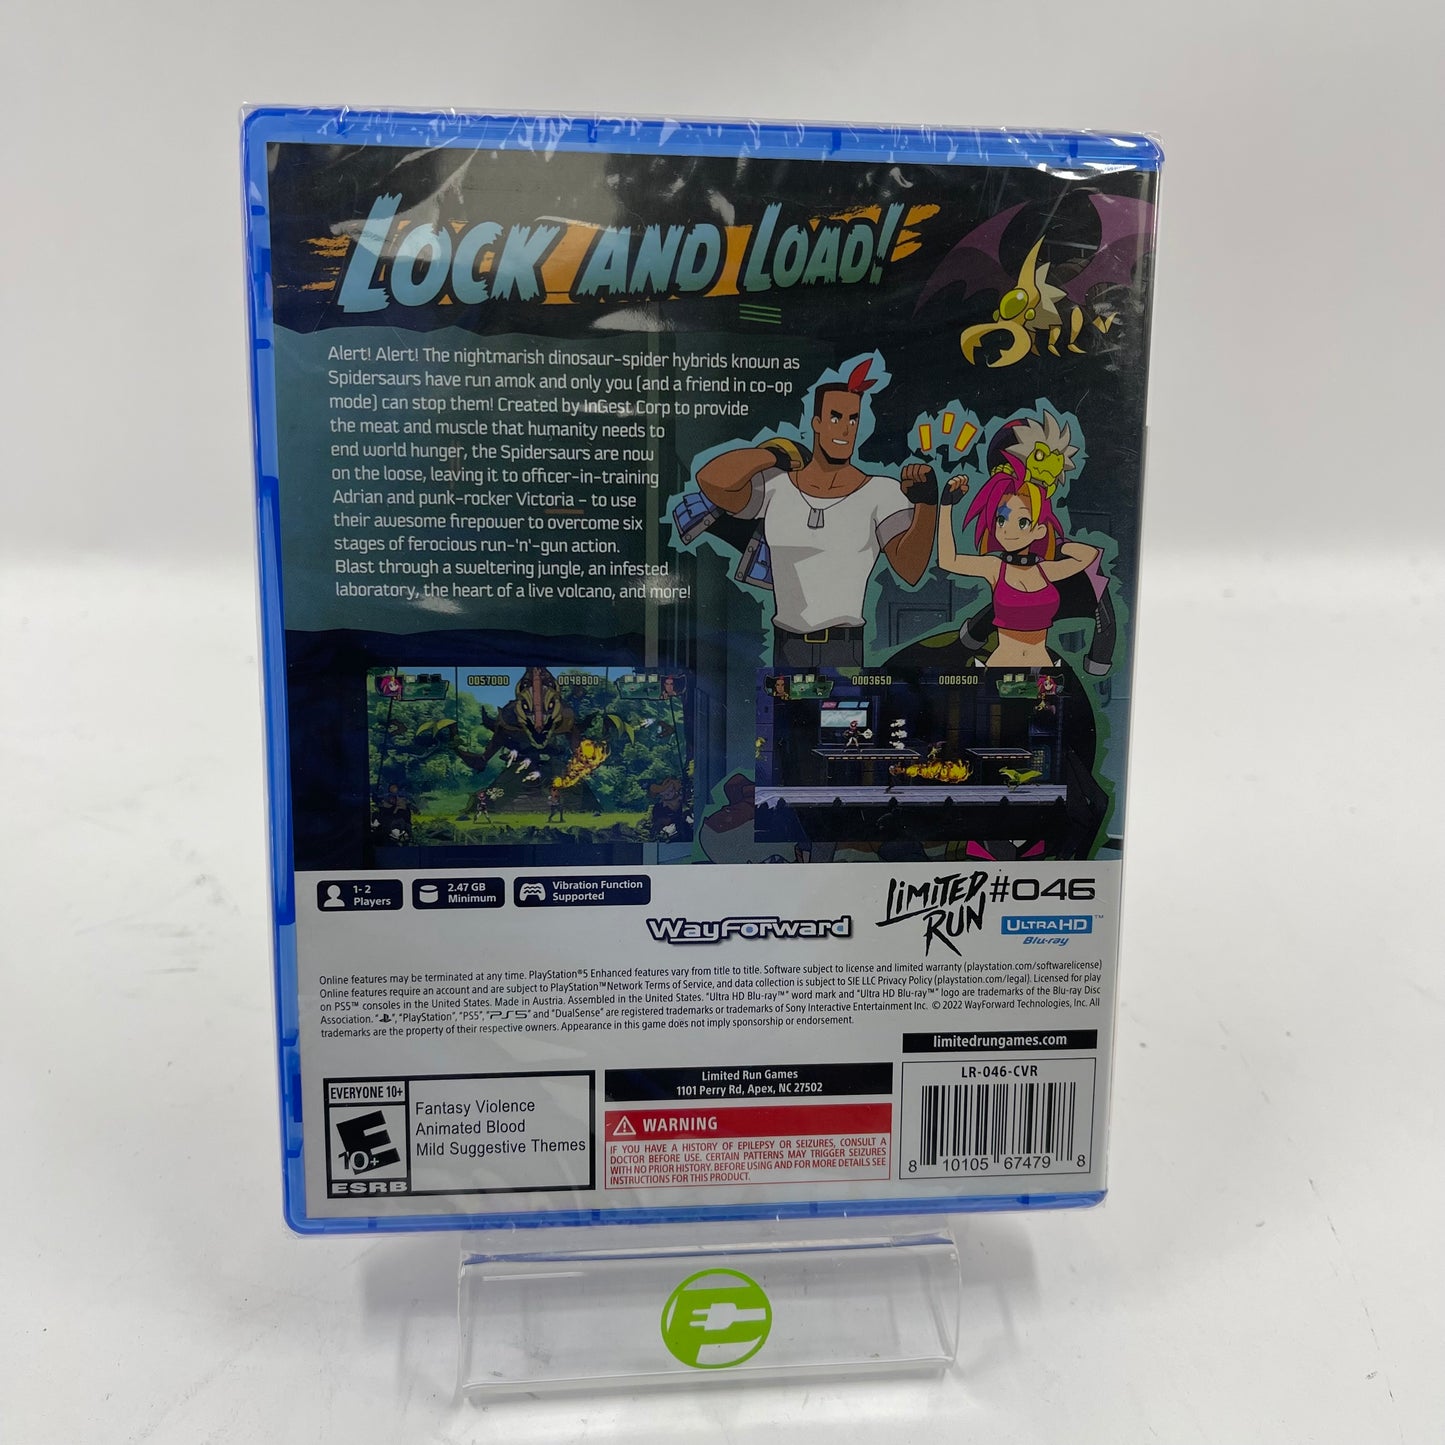 LOCK AND LOAD!
Alert! Alert! The nightmarish dinosaur-spider hybrids known as
Spidersaurs have run amok and only you (and a friend in co-op
mode) can stop them! Created by InGest Corp to provide
the meat and muscle that humanity needs to
end world hunger, the Spidersaurs are now
on the loose, leaving it to officer-in-training
Adrian and punk-rocker Victoria - to use
their awesome firepower to overcome six
stages of ferocious run-'n'-gun action.
Blast through a sweltering jungle, an infested
laboratory, the heart of a live volcano, and more!
0057000 0048800
0003650 0008500
1- 2
Players
2.47 GB
Minimum
Vibration Function
Supported
WayForward
LIMITED RUN #046
ULTRA HD™
Blu-ray
Online features may be terminated at any time. PlayStation®5 Enhanced features vary from title to title. Software subject to license and limited warranty (playstation.com/softwarelicense)
Online features require an account and are subject to PlayStation™Network Terms of Service, and data collection is subject to SIE LLC Privacy Policy (playstation.com/legal). Licensed for play
on PS5™ consoles in the United States. Made in Austria. Assembled in the United States. "Ultra HD Blu-ray™" word mark and "Ultra HD Blu-ray™" logo are trademarks of the Blu-ray Disc
Association. "PS", "PlayStation", "PS5", "PS5" and "DualSense" are registered trademarks or trademarks of Sony Interactive Entertainment Inc. © 2022 WayForward Technologies, Inc. All
trademarks are the property of their respective owners. Appearance in this game does not imply sponsorship or endorsement.
limitedrungames.com
EVERYONE 10+
E
10+
ESRB
Fantasy Violence
Animated Blood
Mild Suggestive Themes
Limited Run Games
1101 Perry Rd, Apex, NC 27502
WARNING
IF YOU HAVE A HISTORY OF EPILEPSY OR SEIZURES, CONSULT A
DOCTOR BEFORE USE. CERTAIN PATTERNS MAY TRIGGER SEIZURES
WITH NO PRIOR HISTORY. BEFORE USING AND FOR MORE DETAILS SEE
INSTRUCTIONS FOR THIS PRODUCT.
LR-046-CVR
8 10105 67479 8